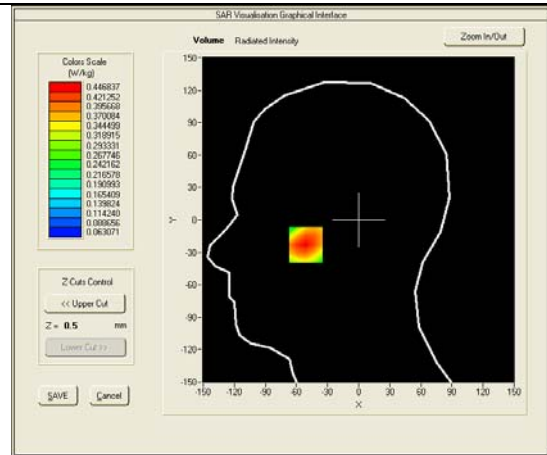 SAR Visualisation Graphical Interface
Volume Radiated Intensity
Zoom In/Out
Colors Scale
(W/kg)
0.446837
0.421252
0.395668
0.370084
0.344499
0.318915
0.293331
0.267746
0.242162
0.216578
0.190993
0.165409
0.139824
0.114240
0.088656
0.063071
Z Cuts Control
<< Upper Cut
Z = 0.5 mm
Lower Cut >>
SAVE
Cancel
150
120
90
60
30
0
-30
-60
-90
-120
-150
Y
-150 -120 -90 -60 -30 0 30 60 90 120 150
X